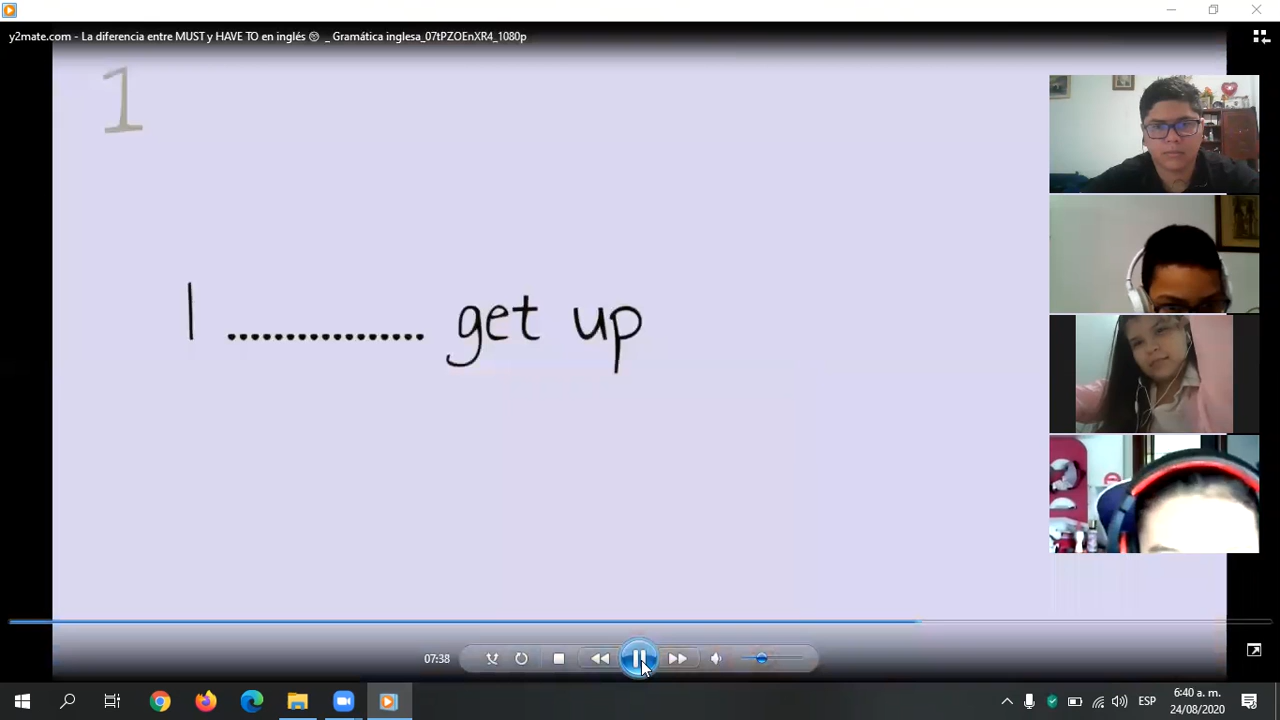 y2mate.com - La diferencia entre MUST y HAVE TO en inglés 😳 _ Gramática inglesa_07tPZOEnXR4_1080p
1
I ................. get up
07:38
ESP
6:40 a. m.
24/08/2020